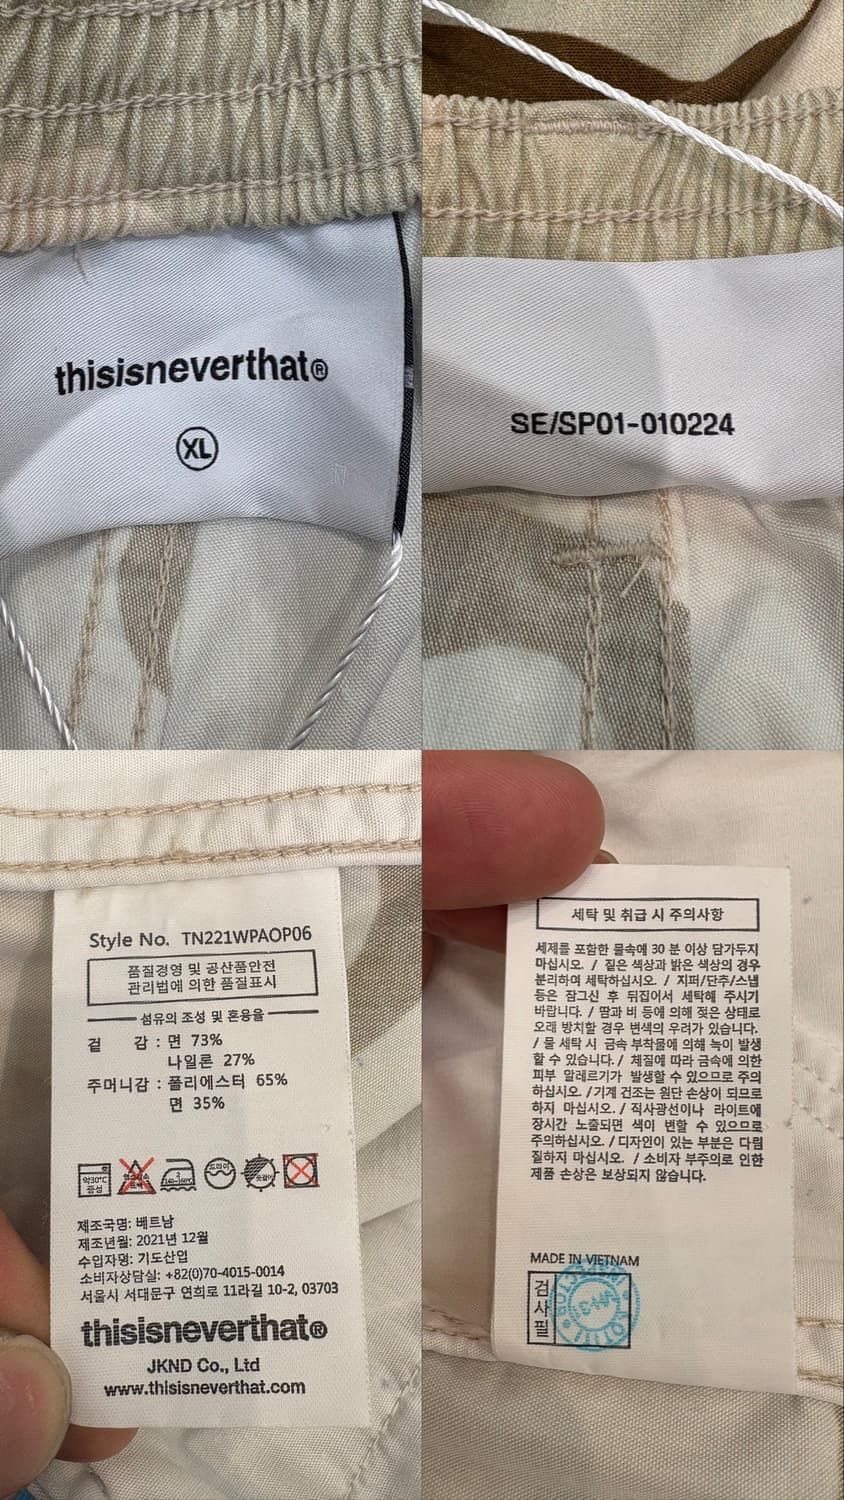 thisisneverthat®
XL
SE/SP01-010224
Style No. TN221WPAOP06
품질경영 및 공산품안전
관리법에 의한 품질표시
섬유의 조성 및 혼용율
겉 감 : 면 73%
나일론 27%
주머니감 : 폴리에스터 65%
면 35%
약30°C
중성
제조국명: 베트남
제조년월: 2021년 12월
수입자명: 기도산업
소비자상담실: +82(0)70-4015-0014
서울시 서대문구 연희로 11라길 10-2, 03703
thisisneverthat®
JKND Co., Ltd
www.thisisneverthat.com
세탁 및 취급 시 주의사항
세제를 포함한 물속에 30 분 이상 담가두지
마십시오. / 짙은 색상과 밝은 색상의 경우
분리하여 세탁하십시오. / 지퍼/단추/스냅
등은 잠그신 후 뒤집어서 세탁해 주시기
바랍니다. / 땀과 비 등에 의해 젖은 상태로
오래 방치할 경우 변색의 우려가 있습니다.
/ 물 세탁 시 금속 부착물에 의해 녹이 발생
할 수 있습니다. / 체질에 따라 금속에 의한
피부 알레르기가 발생할 수 있으므로 주의
하십시오. /기계 건조는 원단 손상이 되므로
하지 마십시오. / 직사광선이나 라이트에
장시간 노출되면 색이 변할 수 있으므로
주의하십시오. / 디자인이 있는 부분은 다림
질하지 마십시오. / 소비자 부주의로 인한
제품 손상은 보상되지 않습니다.
MADE IN VIETNAM
검
사
필